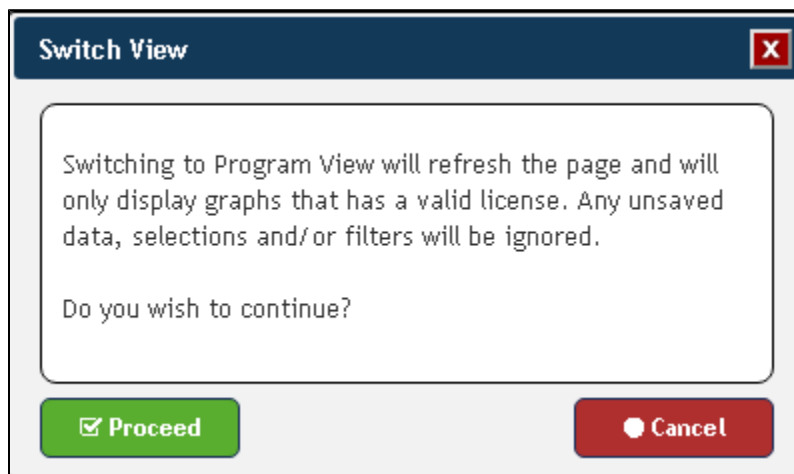 Switch View
X
Switching to Program View will refresh the page and will
only display graphs that has a valid license. Any unsaved
data, selections and/or filters will be ignored.
Do you wish to continue?
Proceed
Cancel